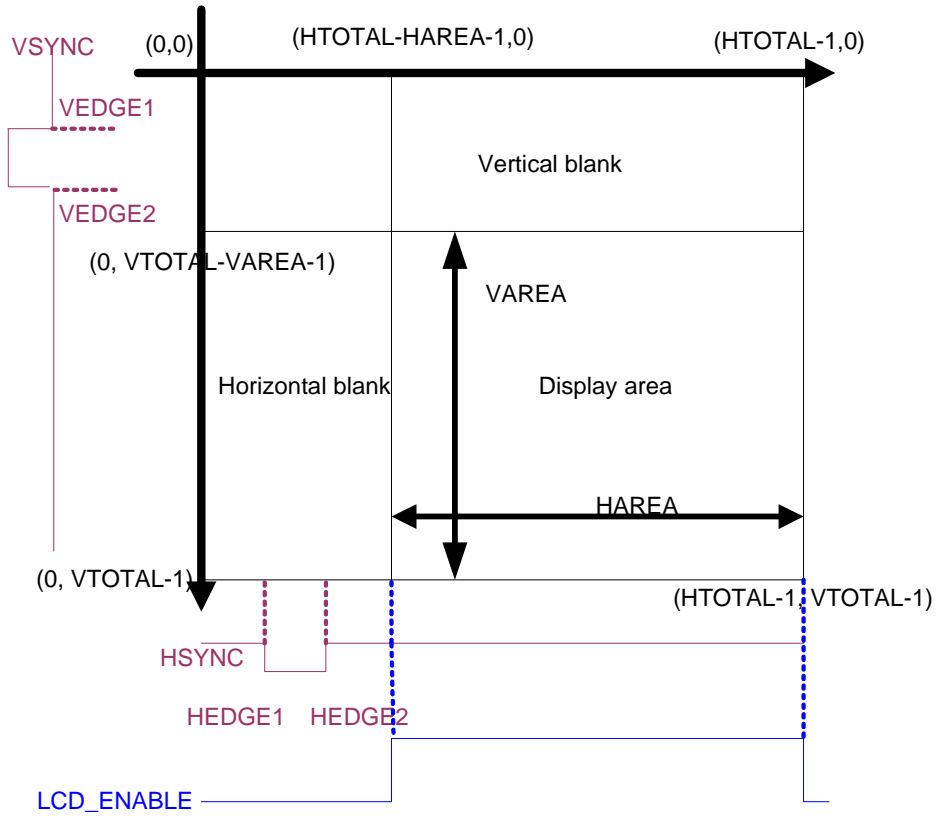 VSYNC
(0,0)
(HTOTAL-HAREA-1,0)
(HTOTAL-1,0)
VEDGE1
Vertical blank
VEDGE2
(0, VTOTAL-VAREA-1)
VAREA
Horizontal blank
Display area
HAREA
(0, VTOTAL-1)
(HTOTAL-1, VTOTAL-1)
HSYNC
HEDGE1
HEDGE2
LCD_ENABLE